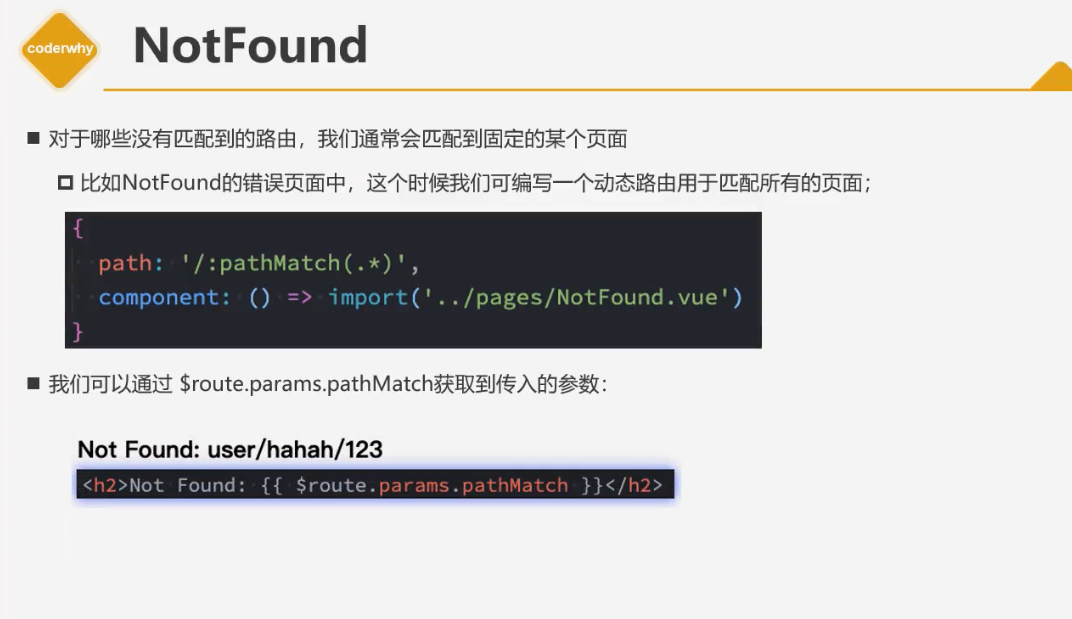 coderwhy
NotFound
对于哪些没有匹配到的路由，我们通常会匹配到固定的某个页面
比如NotFound的错误页面中，这个时候我们可编写一个动态路由用于匹配所有的页面；
{
path: '/:pathMatch(.*)',
component: () => import('../pages/NotFound.vue')
}
我们可以通过 $route.params.pathMatch获取到传入的参数：
Not Found: user/hahah/123
<h2>Not Found: {{ $route.params.pathMatch }}</h2>